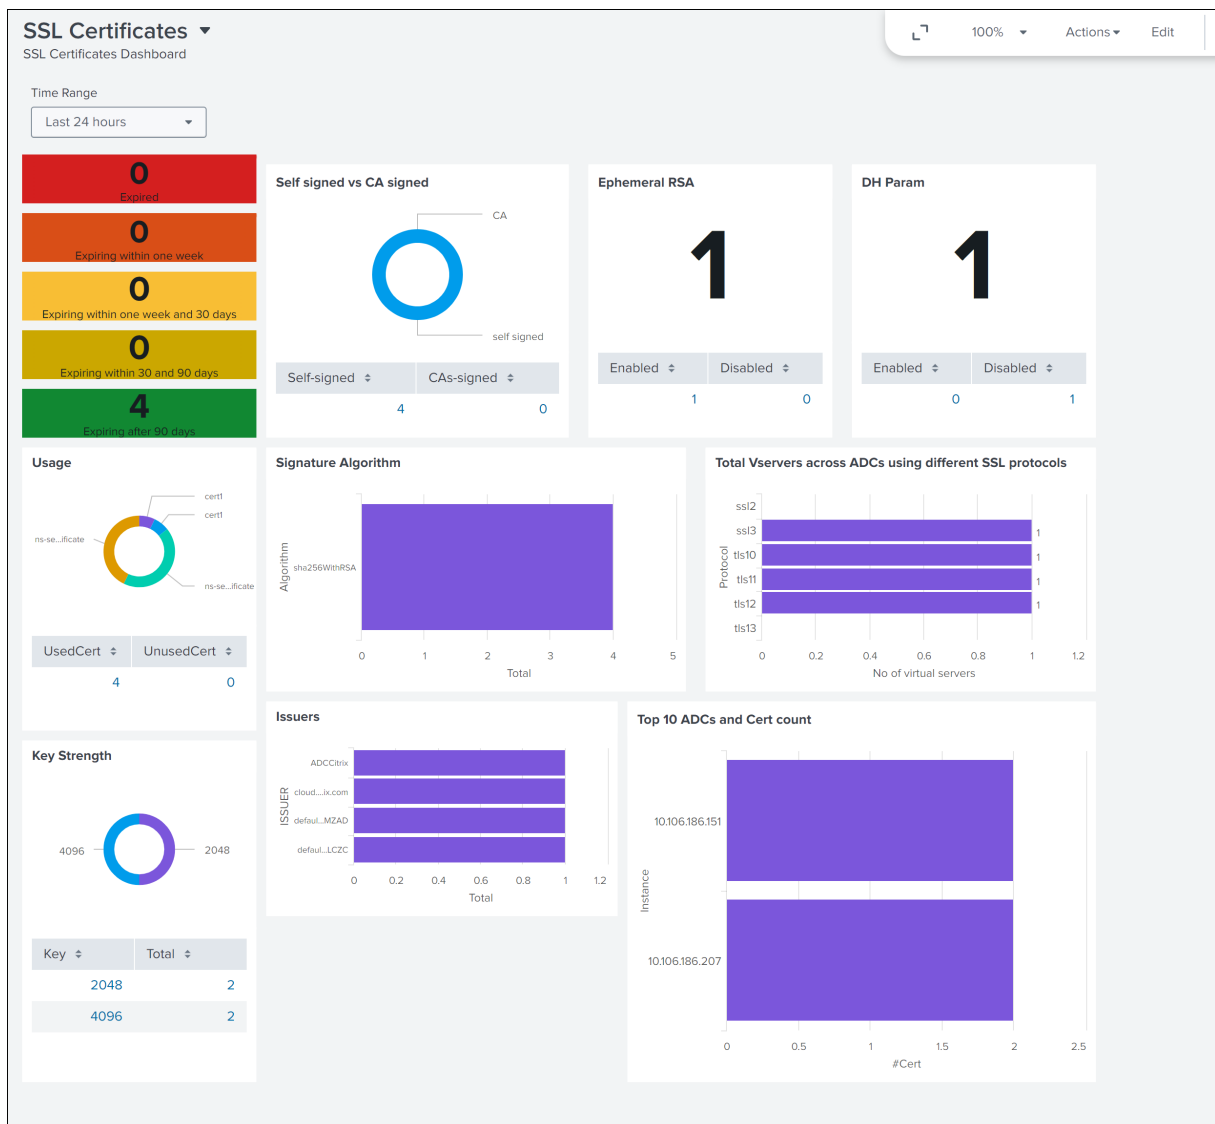 SSL Certificates
SSL Certificates Dashboard
100%
Actions
Edit
Time Range
Last 24 hours
0
Expired
0
Expiring within one week
0
Expiring within one week and 30 days
0
Expiring within 30 and 90 days
4
Expiring after 90 days
Self signed vs CA signed
CA
self signed
Self-signed CAs-signed
4 0
Ephemeral RSA
1
Enabled Disabled
1 0
DH Param
1
Enabled Disabled
0 1
Usage
cert1
cert1
ns-se...ificate
ns-se...ificate
UsedCert UnusedCert
4 0
Signature Algorithm
Algorithm
sha256WithRSA
0 1 2 3 4 5
Total
Total Vservers across ADCs using different SSL protocols
Protocol
ssl2
ssl3 1
tls10 1
tls11 1
tls12 1
tls13
0 0.2 0.4 0.6 0.8 1 1.2
No of virtual servers
Key Strength
4096 2048
Key Total
2048 2
4096 2
Issuers
ISSUER
ADCCitrix
cloud....ix.com
defaul...MZAD
defaul...LCZC
0 0.2 0.4 0.6 0.8 1 1.2
Total
Top 10 ADCs and Cert count
Instance
10.106.186.151
10.106.186.207
0 0.5 1 1.5 2 2.5
#Cert